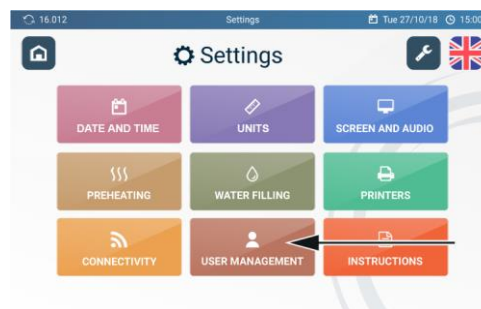 16.012 Settings Tue 27/10/18 15:00
Settings
DATE AND TIME UNITS SCREEN AND AUDIO
PREHEATING WATER FILLING PRINTERS
CONNECTIVITY USER MANAGEMENT INSTRUCTIONS